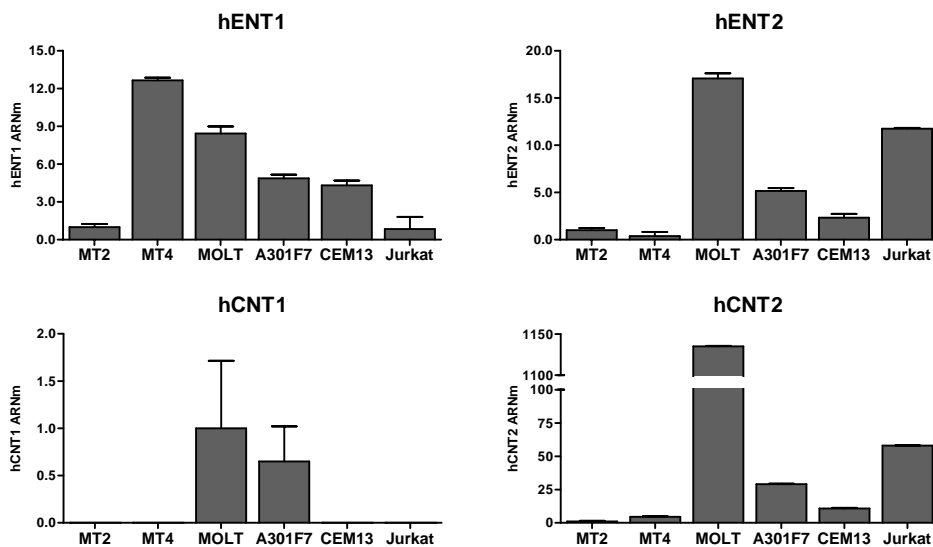 hENT1
hENT1 ARNm
15.0
12.0
9.0
6.0
3.0
0.0
MT2 MT4 MOLT A301F7 CEM13 Jurkat
hENT2
hENT2 ARNm
20.0
15.0
10.0
5.0
0.0
MT2 MT4 MOLT A301F7 CEM13 Jurkat
hCNT1
hCNT1 ARNm
2.0
1.5
1.0
0.5
0.0
MT2 MT4 MOLT A301F7 CEM13 Jurkat
hCNT2
hCNT2 ARNm
1150
1100
100
75
50
25
0
MT2 MT4 MOLT A301F7 CEM13 Jurkat